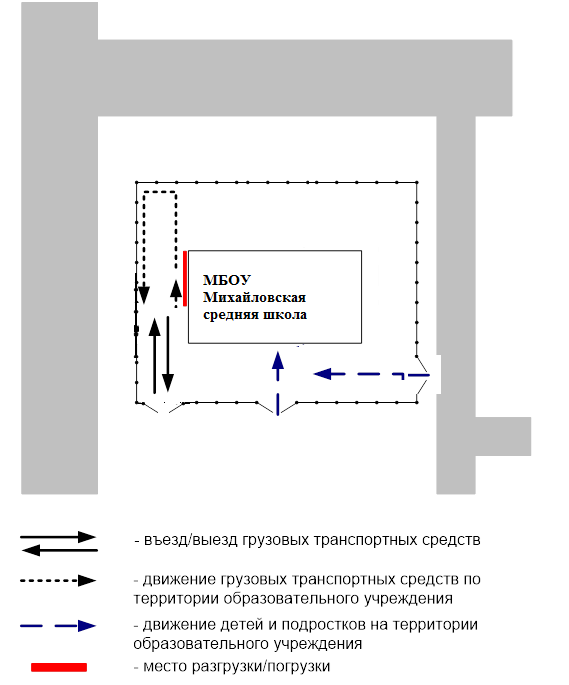 МБОУ
Михайловская
средняя школа
- въезд/выезд грузовых транспортных средств
- движение грузовых транспортных средств по
территории образовательного учреждения
- движение детей и подростков на территории
образовательного учреждения
- место разгрузки/погрузки